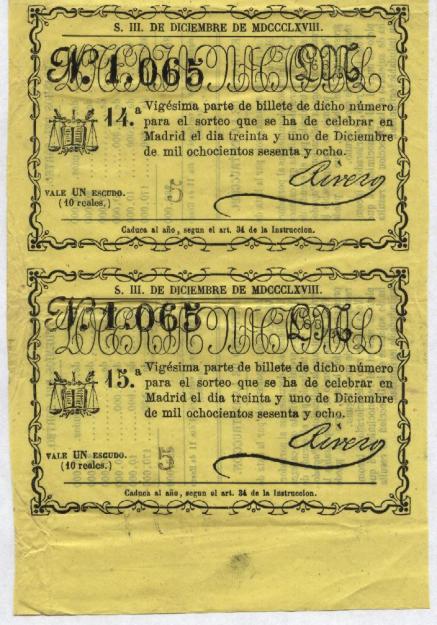 S. III. DE DICIEMBRE DE MDCCCLXVIII.
N. 1.065
14.ª Vigésima parte de billete de dicho número
para el sorteo que se ha de celebrar en
Madrid el dia treinta y uno de Diciembre
de mil ochocientos sesenta y ocho.
Rivero
VALE UN ESCUDO.
(10 reales.)
5
Caduca al año, segun el art. 34 de la Instruccion.
S. III. DE DICIEMBRE DE MDCCCLXVIII.
N. 1.065
15.ª Vigésima parte de billete de dicho número
para el sorteo que se ha de celebrar en
Madrid el dia treinta y uno de Diciembre
de mil ochocientos sesenta y ocho.
Rivero
VALE UN ESCUDO.
(10 reales.)
5
Caduca al año, segun el art. 34 de la Instruccion.